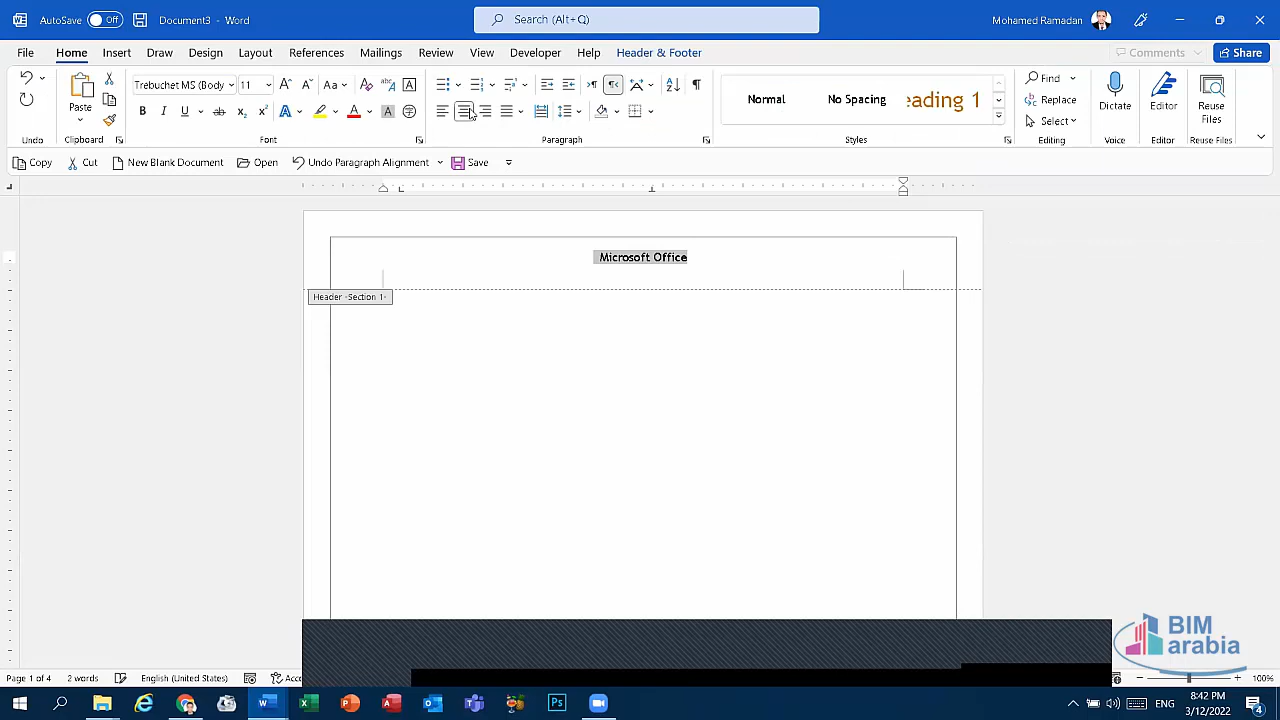 AutoSave Off Document3 - Word Search (Alt+Q) Mohamed Ramadan
File Home Insert Draw Design Layout References Mailings Review View Developer Help Header & Footer Comments Share
Paste
Trebuchet MS (Body 11
Normal No Spacing eading 1
Find
Replace
Select
Dictate
Editor
Reuse
Files
Undo Clipboard Font Paragraph Styles Editing Voice Editor Reuse Files
Copy Cut New Blank Document Open Undo Paragraph Alignment Save
Microsoft Office
Header -Section 1-
BIM
arabia
Page 1 of 4 2 words English (United States) 100%
ENG
8:42 PM
3/12/2022